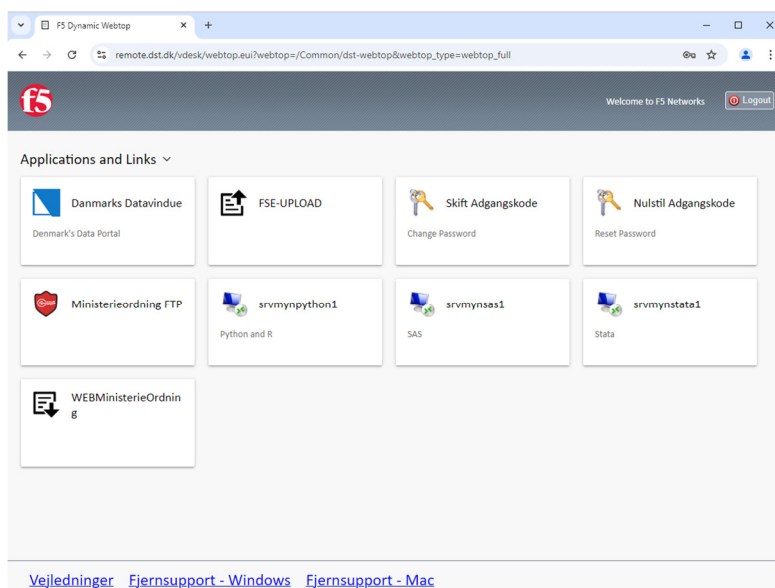 F5 Dynamic Webtop
remote.dst.dk/vdesk/webtop.eui?webtop=/Common/dst-webtop&webtop_type=webtop_full
f5
Welcome to F5 Networks
Logout
Applications and Links
Danmarks Datavindue
Denmark's Data Portal
FSE-UPLOAD
Skift Adgangskode
Change Password
Nulstil Adgangskode
Reset Password
Ministerieordning FTP
srvmynpython1
Python and R
srvmynsas1
SAS
srvmynstata1
Stata
WEBMinisterieOrdnin
g
Vejledninger Fjernsupport - Windows Fjernsupport - Mac